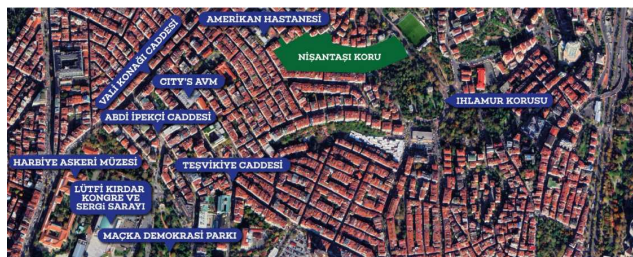 AMERİKAN HASTANESİ
VALİ KONAĞI CADDESİ
NİŞANTAŞI KORU
CITY'S AVM
IHLAMUR KORUSU
ABDİ İPEKÇİ CADDESİ
HARBİYE ASKERİ MÜZESİ
TEŞVİKİYE CADDESİ
LÜTFİ KIRDAR
KONGRE VE
SERGİ SARAYI
MAÇKA DEMOKRASİ PARKI